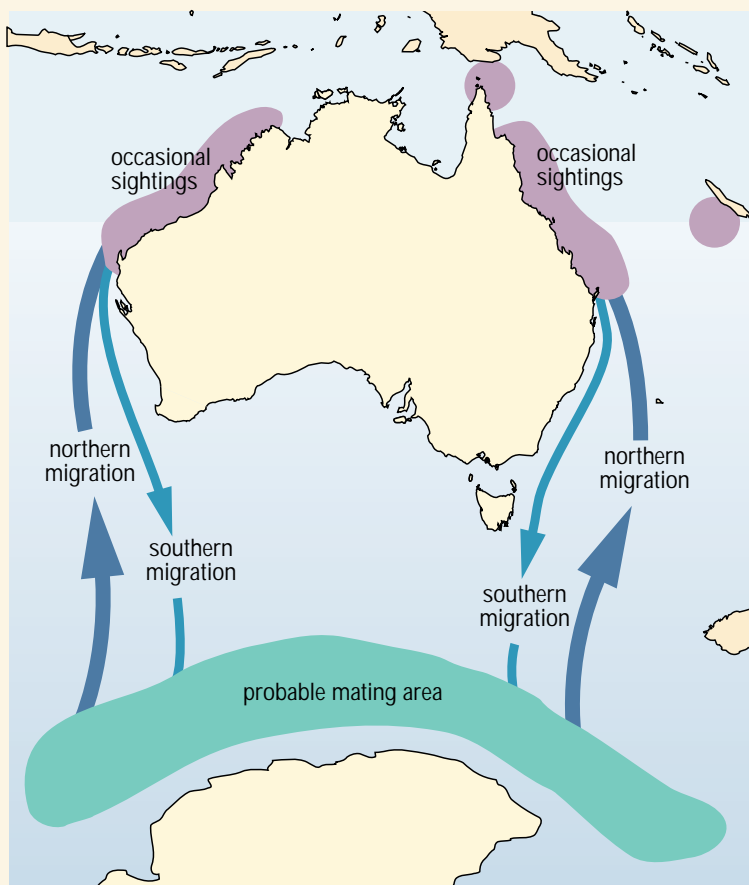 occasional
sightings
occasional
sightings
northern
migration
northern
migration
southern
migration
southern
migration
probable mating area